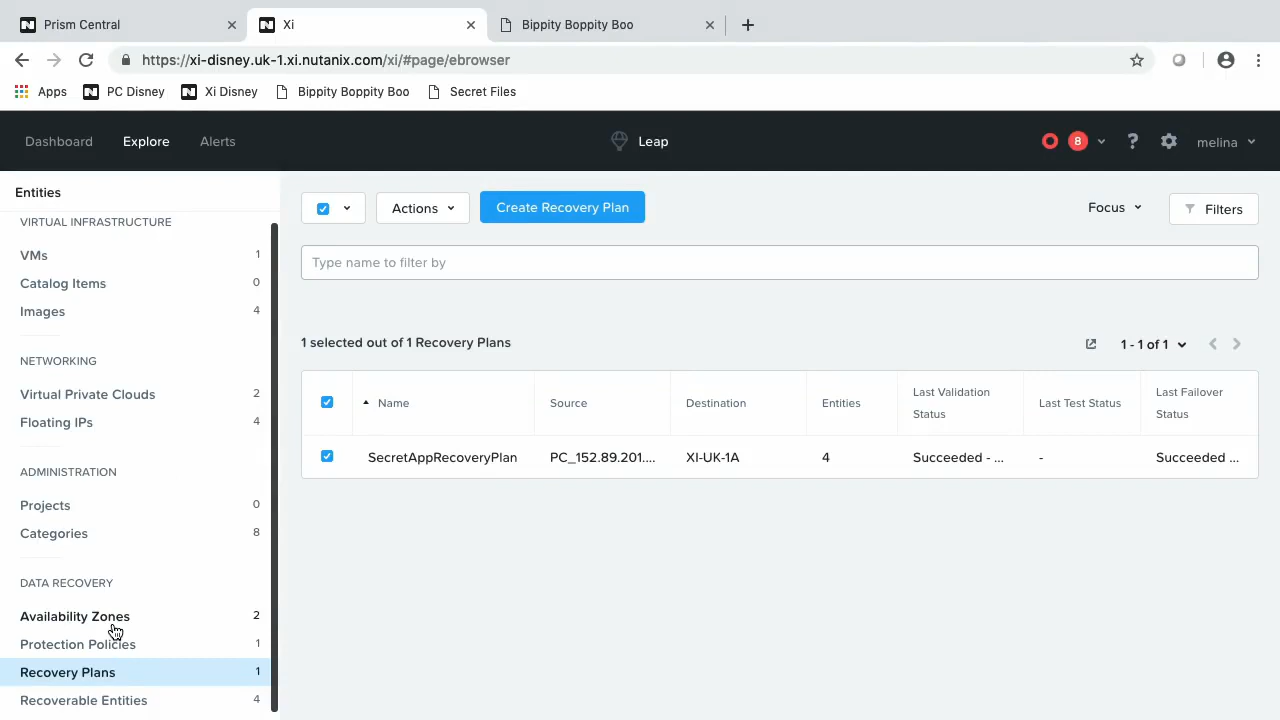 Prism Central
Xi
Bippity Boppity Boo
https://xi-disney.uk-1.xi.nutanix.com/xi/#page/ebrowser
Apps
PC Disney
Xi Disney
Bippity Boppity Boo
Secret Files
Dashboard
Explore
Alerts
Leap
8
?
melina
Entities
VIRTUAL INFRASTRUCTURE
VMs 1
Catalog Items 0
Images 4
NETWORKING
Virtual Private Clouds 2
Floating IPs 4
ADMINISTRATION
Projects 0
Categories 8
DATA RECOVERY
Availability Zones 2
Protection Policies 1
Recovery Plans 1
Recoverable Entities 4
Actions
Create Recovery Plan
Focus
Filters
Type name to filter by
1 selected out of 1 Recovery Plans
1 - 1 of 1
Name
Source
Destination
Entities
Last Validation
Status
Last Test Status
Last Failover
Status
SecretAppRecoveryPlan
PC_152.89.201....
XI-UK-1A
4
Succeeded - ...
-
Succeeded ...